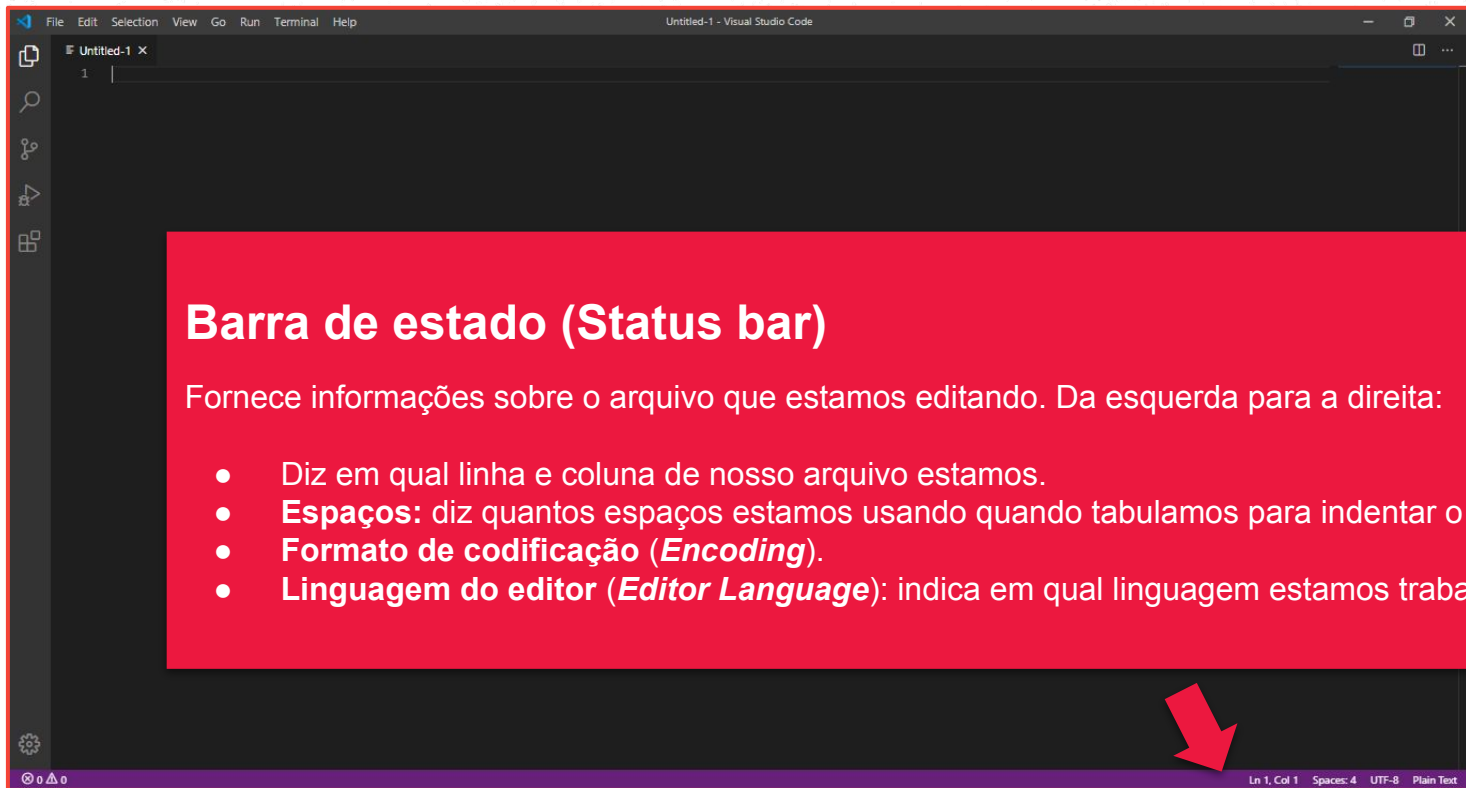 File Edit Selection View Go Run Terminal Help
Untitled-1 - Visual Studio Code
Untitled-1
1
Barra de estado (Status bar)
Fornece informações sobre o arquivo que estamos editando. Da esquerda para a direita:
● Diz em qual linha e coluna de nosso arquivo estamos.
● Espaços: diz quantos espaços estamos usando quando tabulamos para indentar o
● Formato de codificação (Encoding).
● Linguagem do editor (Editor Language): indica em qual linguagem estamos traba
0 0
Ln 1, Col 1 Spaces: 4 UTF-8 Plain Text